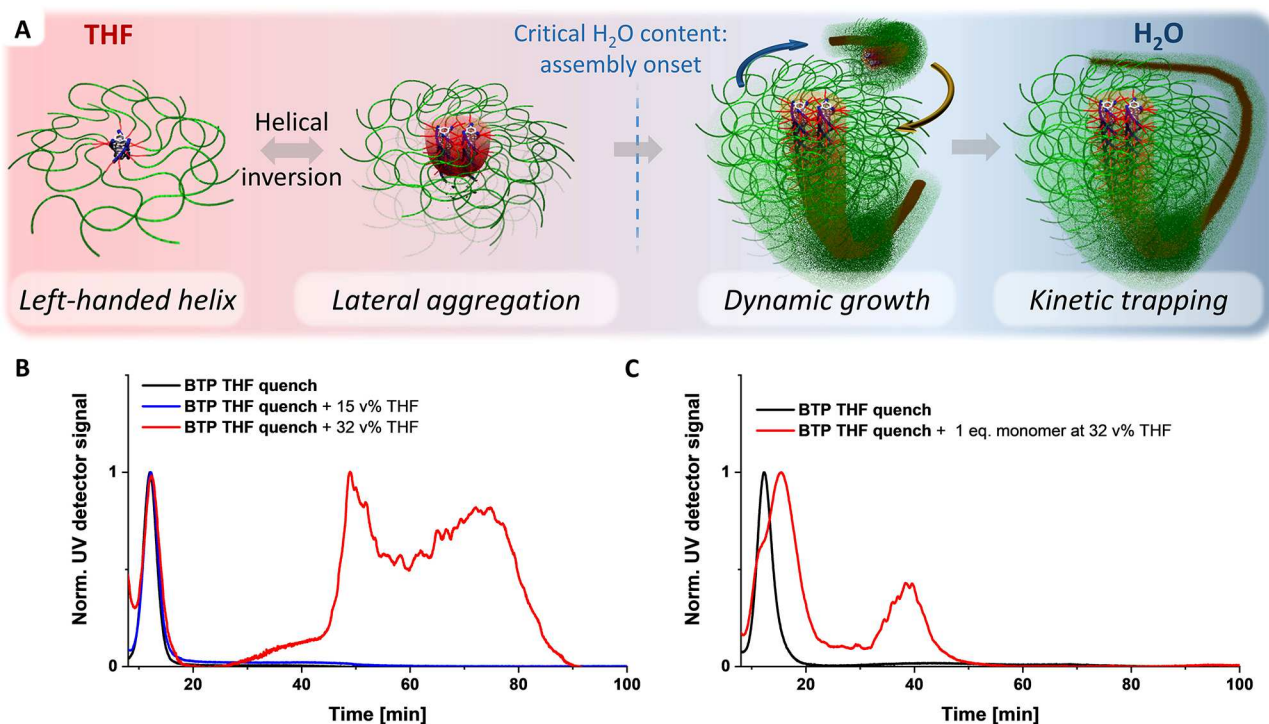 A
THF
Critical H₂O content:
assembly onset
H₂O
Helical
inversion
Left-handed helix
Lateral aggregation
Dynamic growth
Kinetic trapping
B
BTP THF quench
BTP THF quench + 15 v% THF
BTP THF quench + 32 v% THF
Norm. UV detector signal
1
0
20
40
60
80
100
Time [min]
C
BTP THF quench
BTP THF quench + 1 eq. monomer at 32 v% THF
Norm. UV detector signal
1
0
20
40
60
80
100
Time [min]